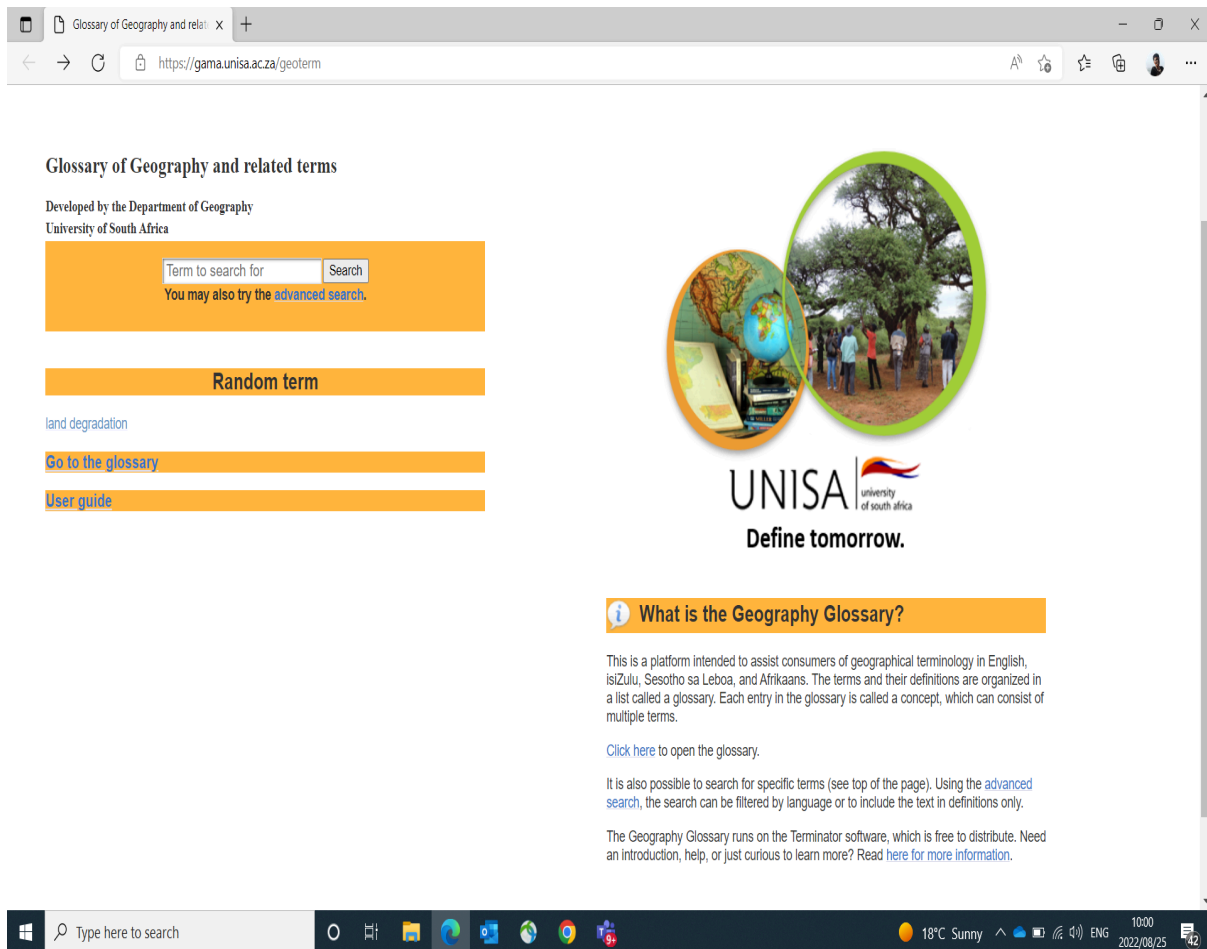 Glossary of Geography and relat
https://gama.unisa.ac.za/geoterm
Glossary of Geography and related terms
Developed by the Department of Geography
University of South Africa
Term to search for
Search
You may also try the advanced search.
Random term
land degradation
Go to the glossary
User guide
UNISA
university
of south africa
Define tomorrow.
What is the Geography Glossary?
This is a platform intended to assist consumers of geographical terminology in English,
isiZulu, Sesotho sa Leboa, and Afrikaans. The terms and their definitions are organized in
a list called a glossary. Each entry in the glossary is called a concept, which can consist of
multiple terms.
Click here to open the glossary.
It is also possible to search for specific terms (see top of the page). Using the advanced
search, the search can be filtered by language or to include the text in definitions only.
The Geography Glossary runs on the Terminator software, which is free to distribute. Need
an introduction, help, or just curious to learn more? Read here for more information.
Type here to search
9+
18°C Sunny
ENG
10:00
2022/08/25
42